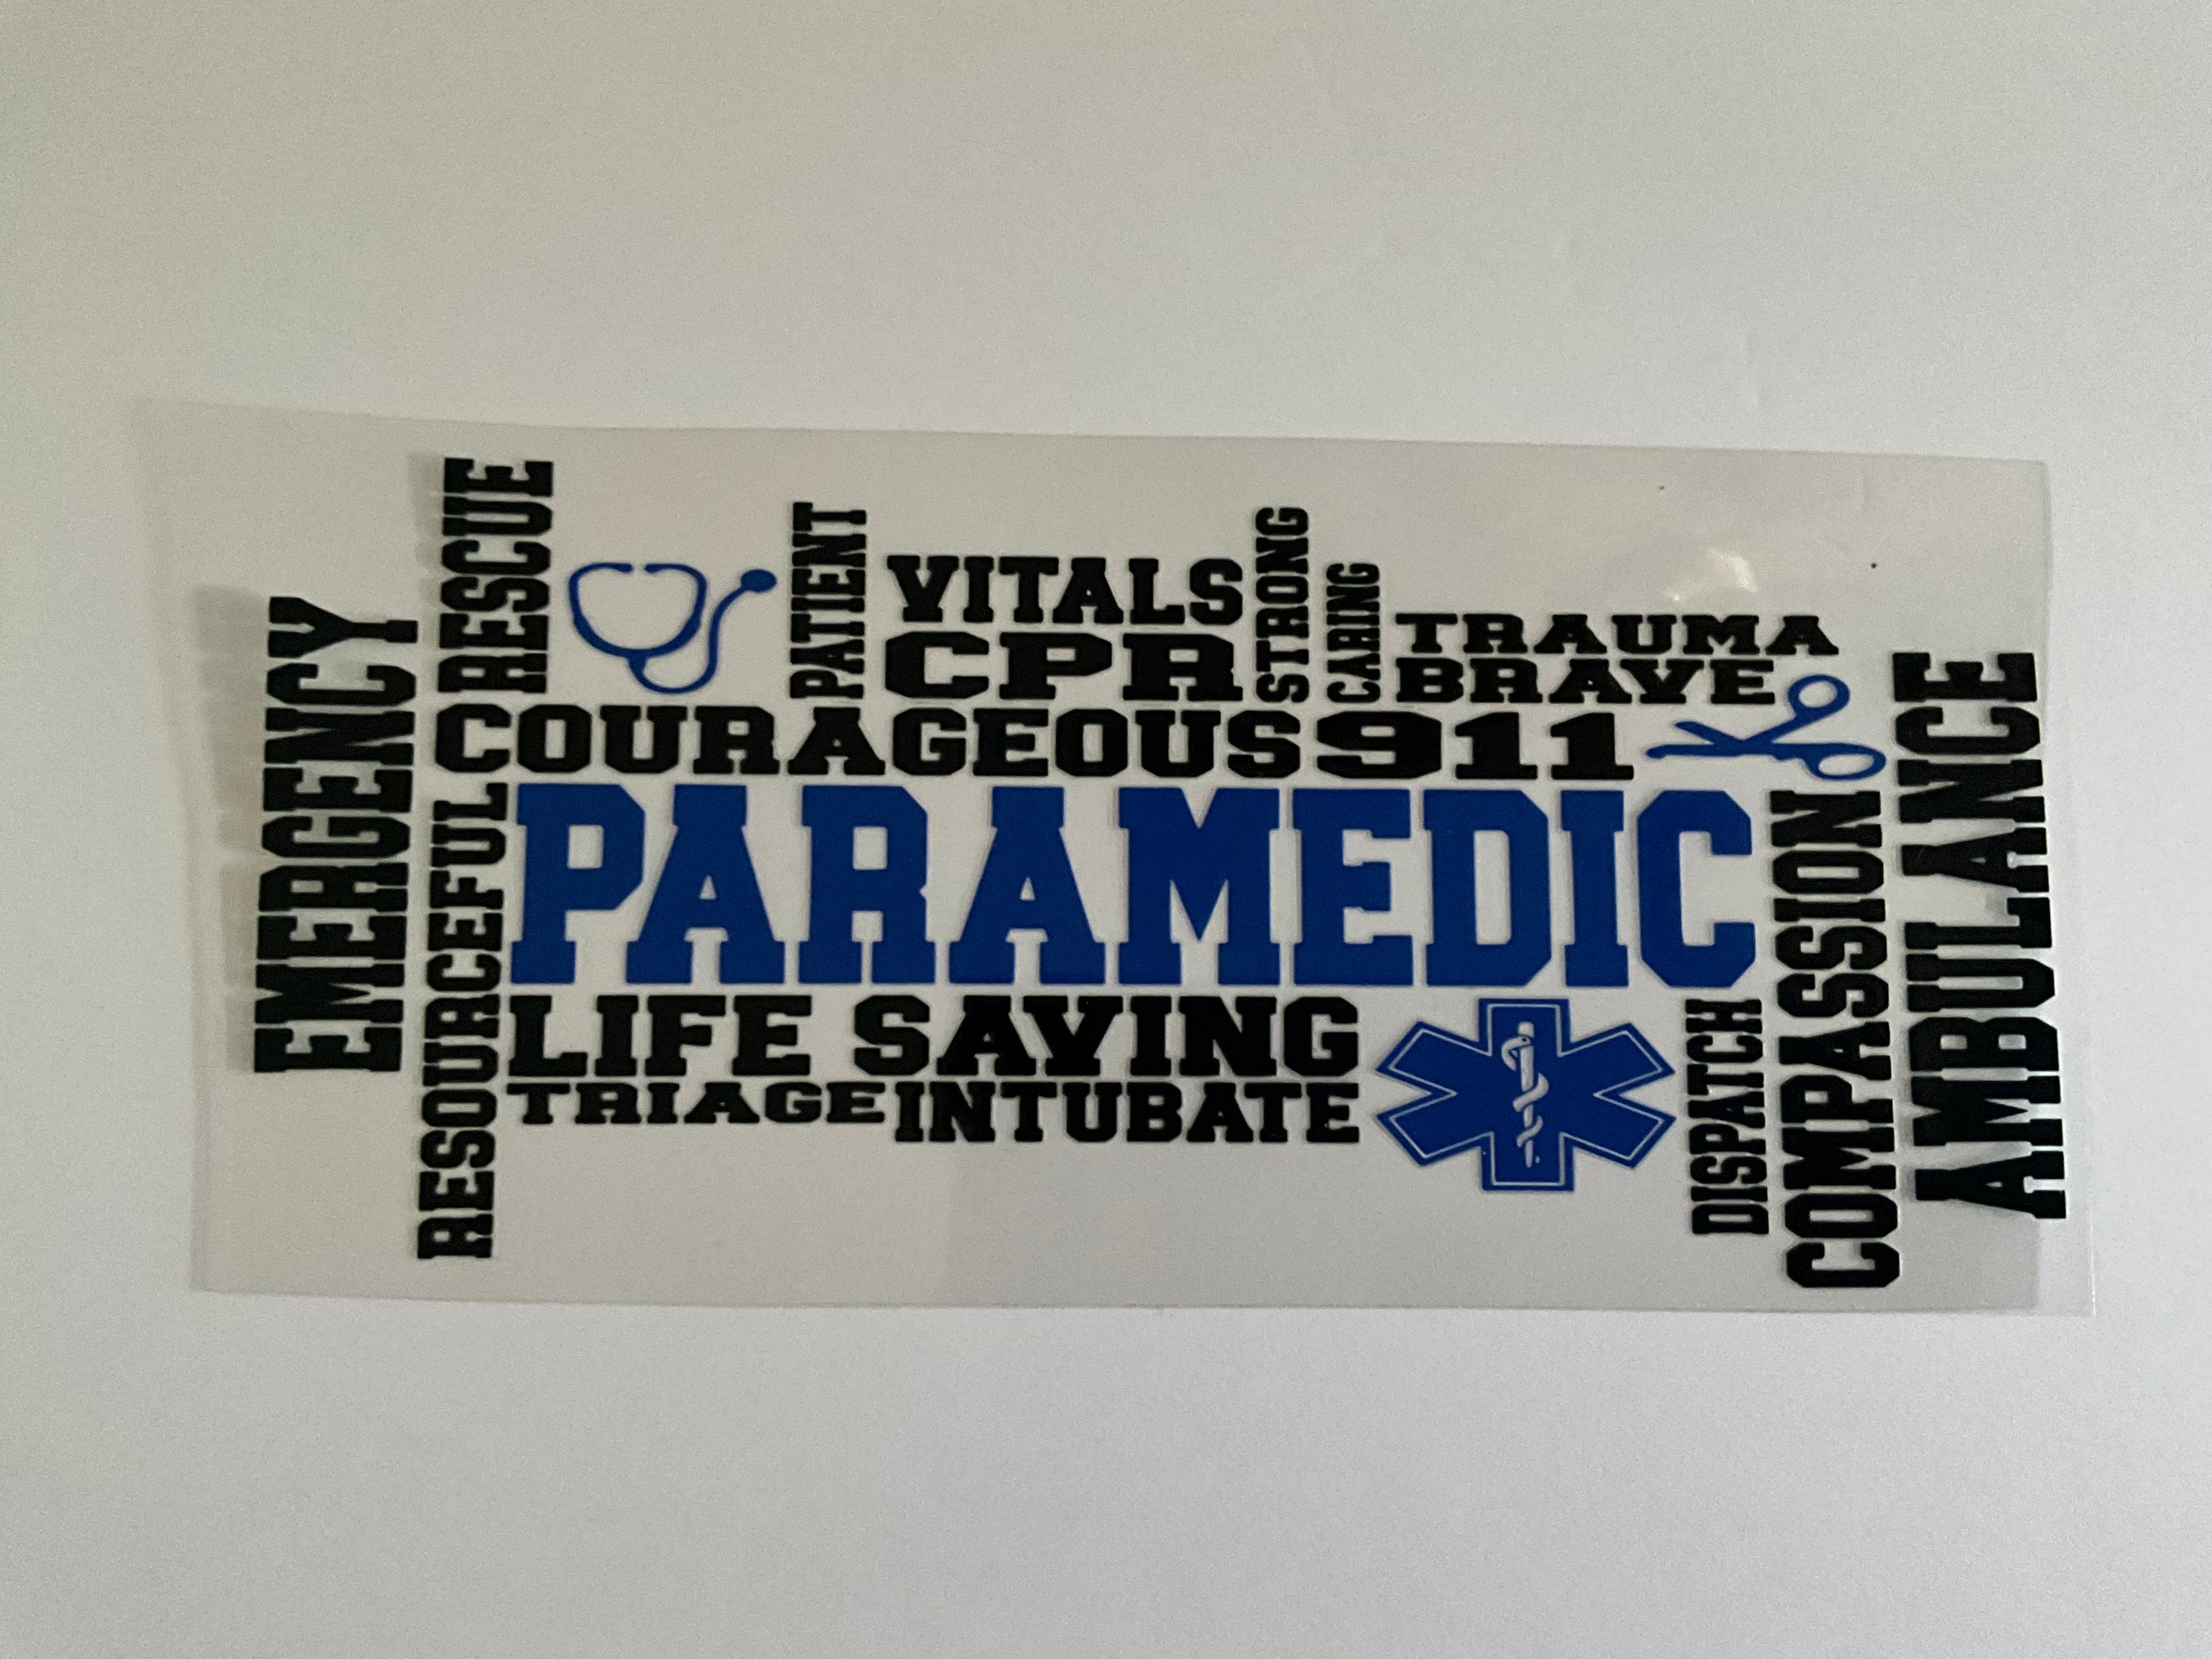 EMERGENCY
RESCUE
RESOURCEFUL
PATIENT
VITALS
CPR
STRONG
CARING
TRAUMA
BRAVE
COURAGEOUS 911
PARAMEDIC
LIFE SAVING
TRIAGE INTUBATE
DISPATCH
COMPASSION
AMBULANCE